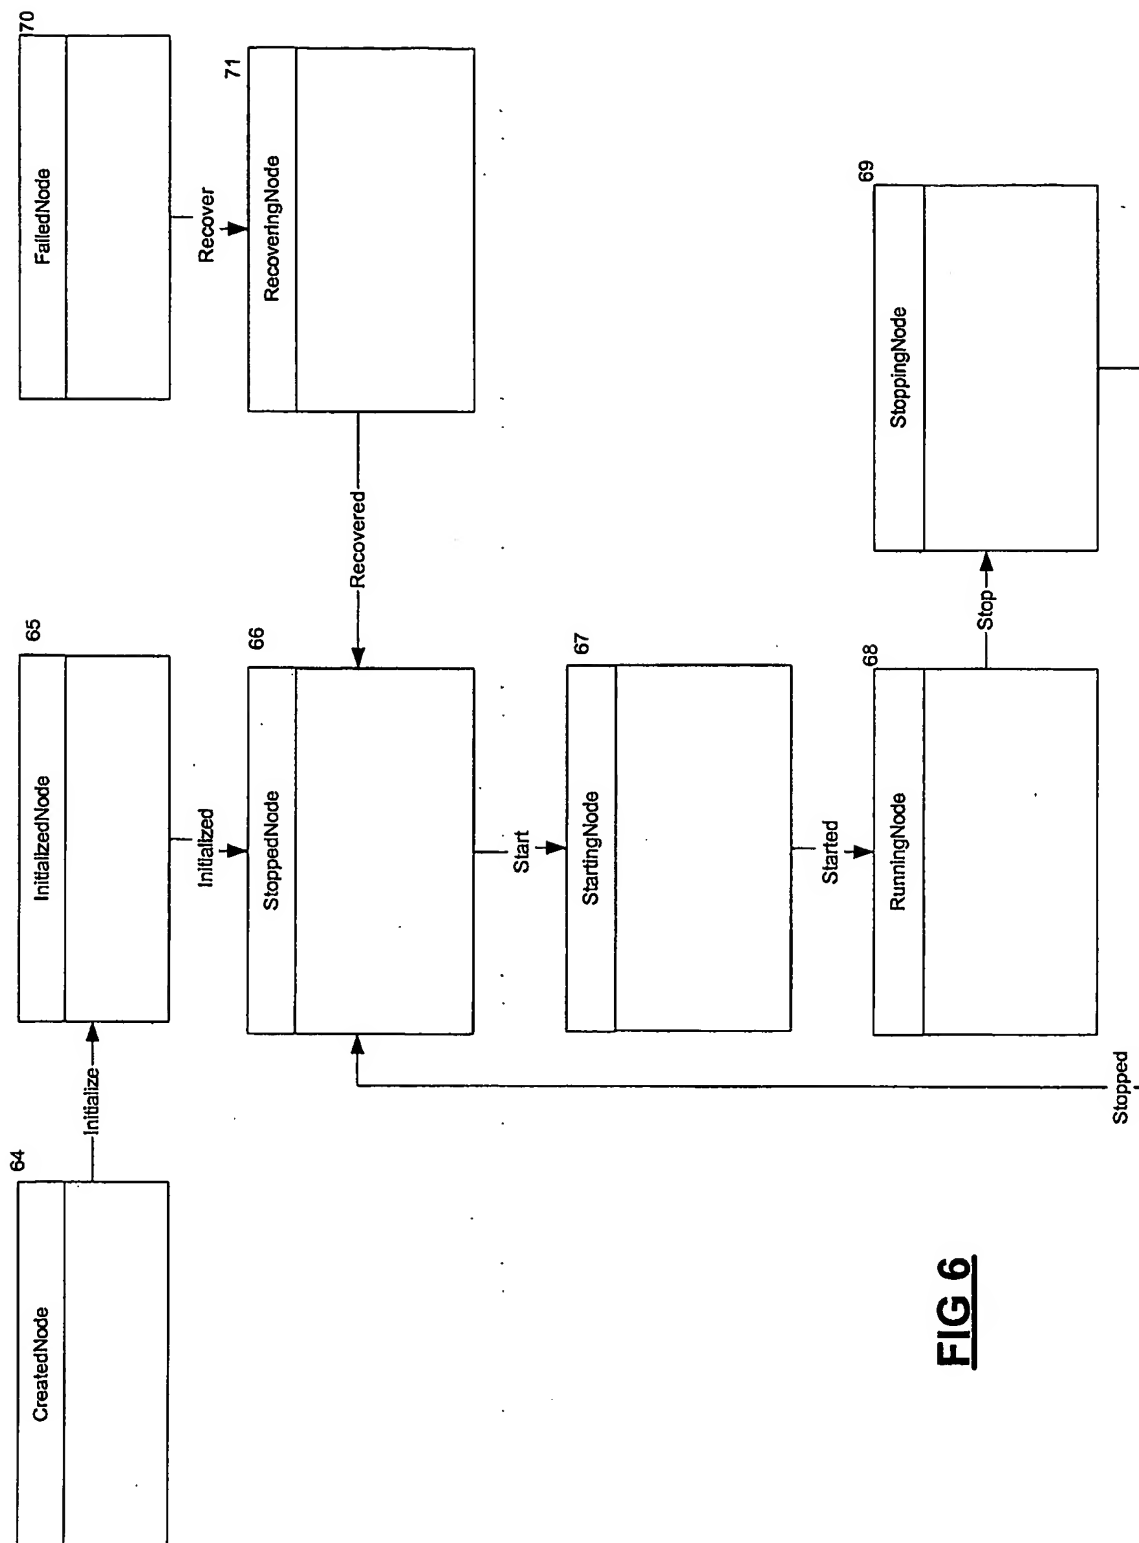 70
FailedNode
Recover
71
RecoveringNode
Recovered
69
StoppingNode
65
InitializedNode
Initialized
66
StoppedNode
Start
67
StartingNode
Started
68
RunningNode
Stop
Stopped
64
CreatedNode
Initialize
FIG 6